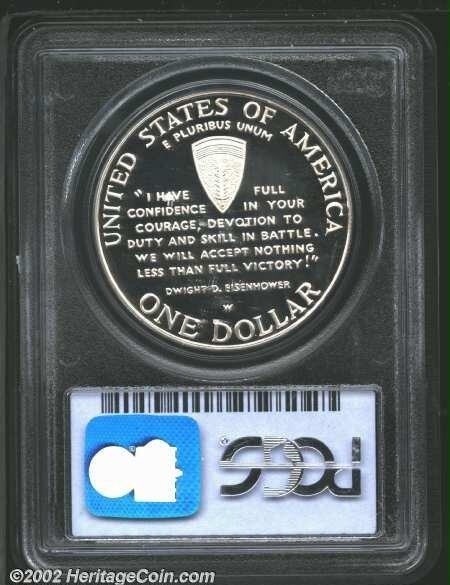 UNITED STATES OF AMERICA
E PLURIBUS UNUM
"I HAVE FULL
CONFIDENCE IN YOUR
COURAGE, DEVOTION TO
DUTY AND SKILL IN BATTLE.
WE WILL ACCEPT NOTHING
LESS THAN FULL VICTORY!"
DWIGHT D. EISENHOWER
W
ONE DOLLAR
PCGS
©2002 HeritageCoin.com